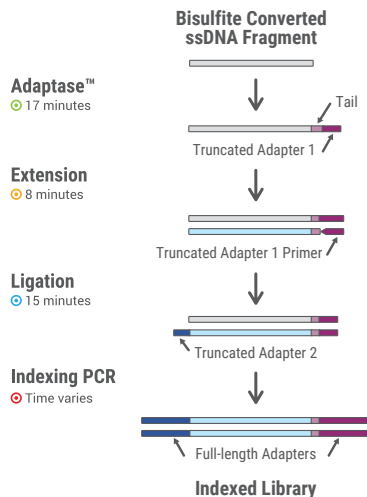 Bisulfite Converted
ssDNA Fragment
Adaptase™
17 minutes
Tail
Truncated Adapter 1
Extension
8 minutes
Truncated Adapter 1 Primer
Ligation
15 minutes
Truncated Adapter 2
Indexing PCR
Time varies
Full-length Adapters
Indexed Library